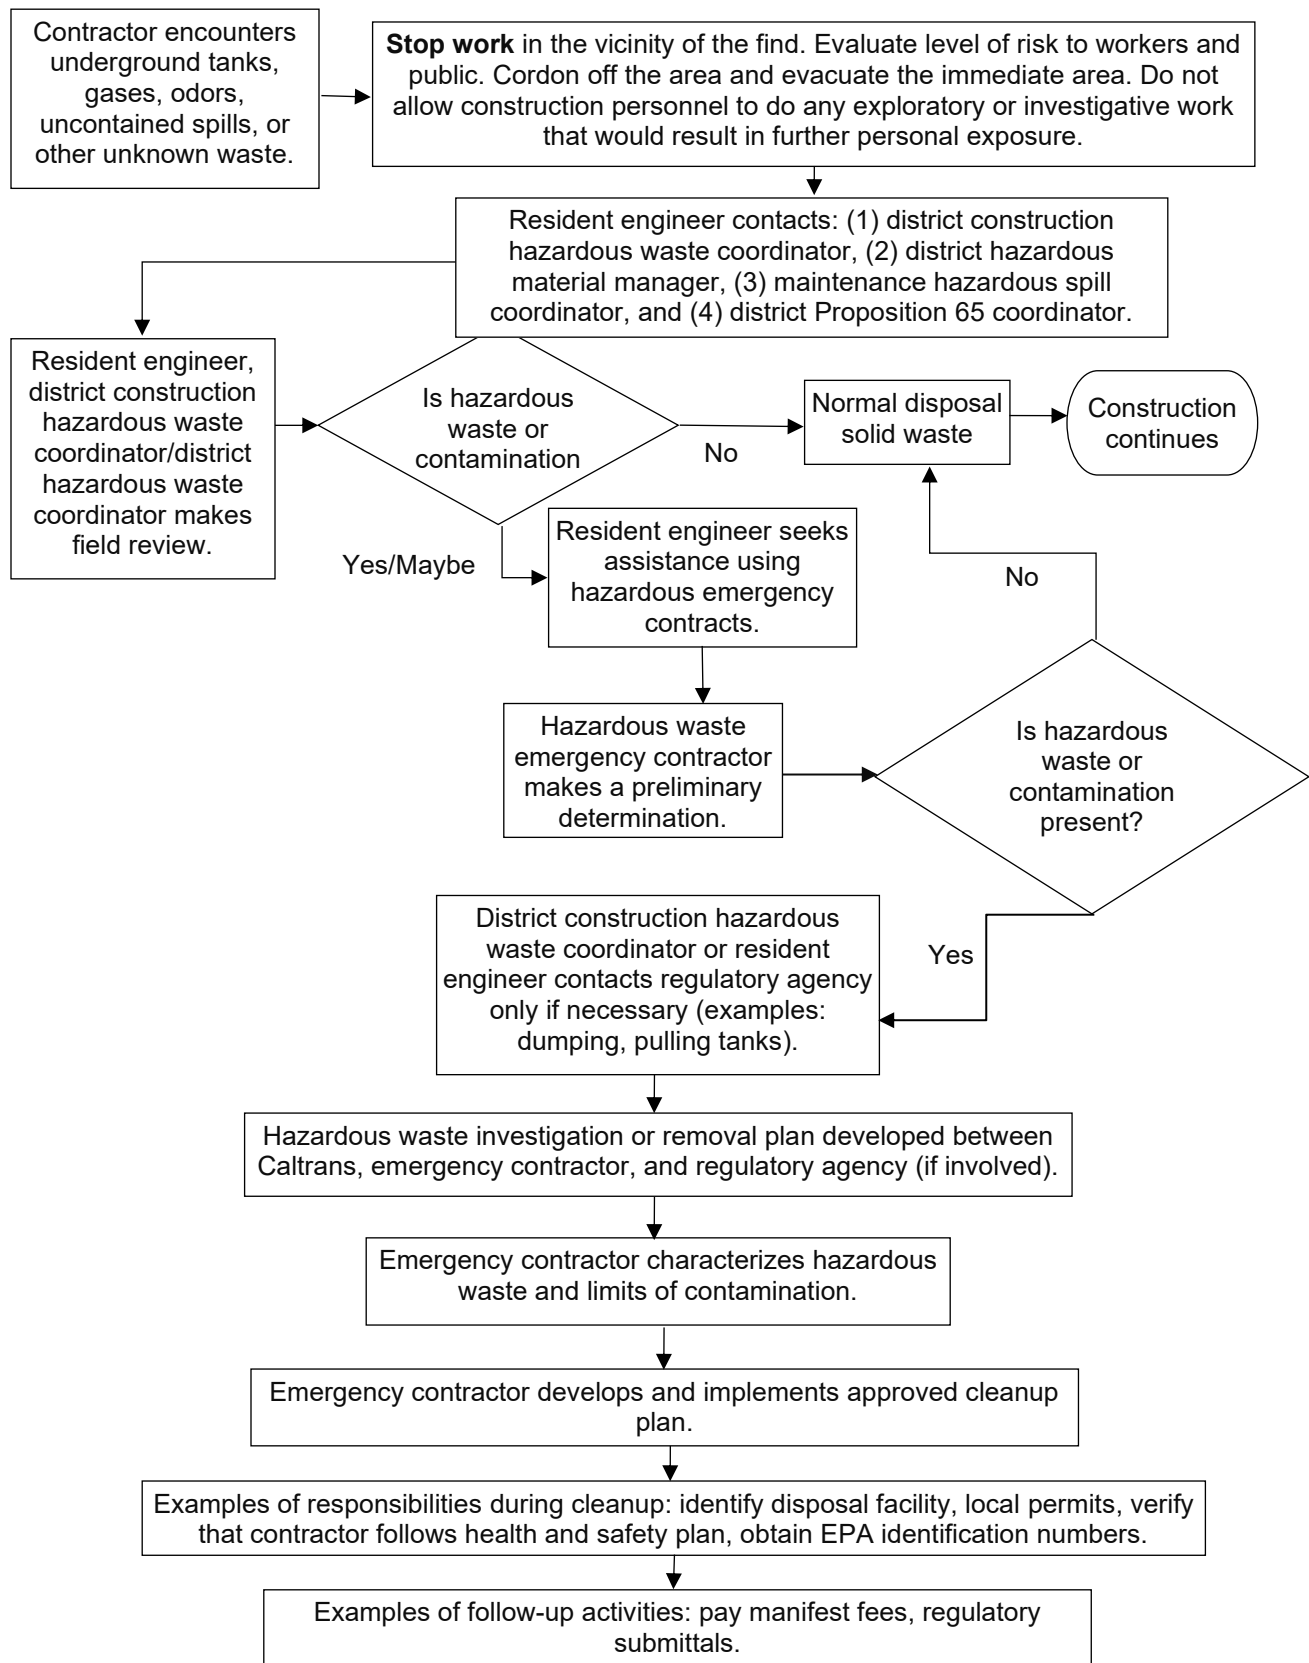 Contractor encounters
underground tanks,
gases, odors,
uncontained spills, or
other unknown waste.
Stop work in the vicinity of the find. Evaluate level of risk to workers and
public. Cordon off the area and evacuate the immediate area. Do not
allow construction personnel to do any exploratory or investigative work
that would result in further personal exposure.
Resident engineer contacts: (1) district construction
hazardous waste coordinator, (2) district hazardous
material manager, (3) maintenance hazardous spill
coordinator, and (4) district Proposition 65 coordinator.
Resident engineer,
district construction
hazardous waste
coordinator/district
hazardous waste
coordinator makes
field review.
Is hazardous
waste or
contamination
No
Normal disposal
solid waste
Construction
continues
Yes/Maybe
Resident engineer seeks
assistance using
hazardous emergency
contracts.
No
Hazardous waste
emergency contractor
makes a preliminary
determination.
Is hazardous
waste or
contamination
present?
Yes
District construction hazardous
waste coordinator or resident
engineer contacts regulatory agency
only if necessary (examples:
dumping, pulling tanks).
Hazardous waste investigation or removal plan developed between
Caltrans, emergency contractor, and regulatory agency (if involved).
Emergency contractor characterizes hazardous
waste and limits of contamination.
Emergency contractor develops and implements approved cleanup
plan.
Examples of responsibilities during cleanup: identify disposal facility, local permits, verify
that contractor follows health and safety plan, obtain EPA identification numbers.
Examples of follow-up activities: pay manifest fees, regulatory
submittals.